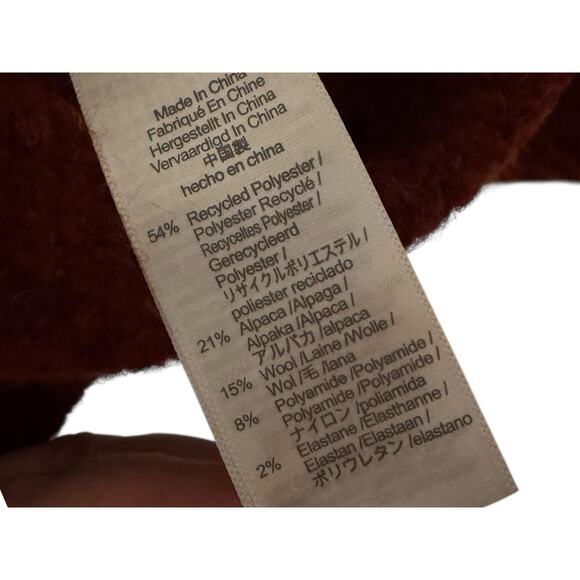 Made In China
Fabriqué En Chine
Hergestellt In China
Vervaardigd In China
中国製
hecho en china
54% Recycled Polyester /
Polyester Recyclé /
Recycelles Polyester /
Gerecycleerd
Polyester /
リサイクルポリエステル /
poliester reciclado
21% Alpaca /Alpaga /
Alpaka /Alpaca /
アルパカ /alpaca
15% Wool /Laine /Wolle /
Wol /毛 /lana
8% Polyamide /Polyamide /
Polyamide /Polyamide /
ナイロン /poliamida
2% Elastane /Elasthanne /
Elastan /Elastaan /
ポリウレタン /elastano